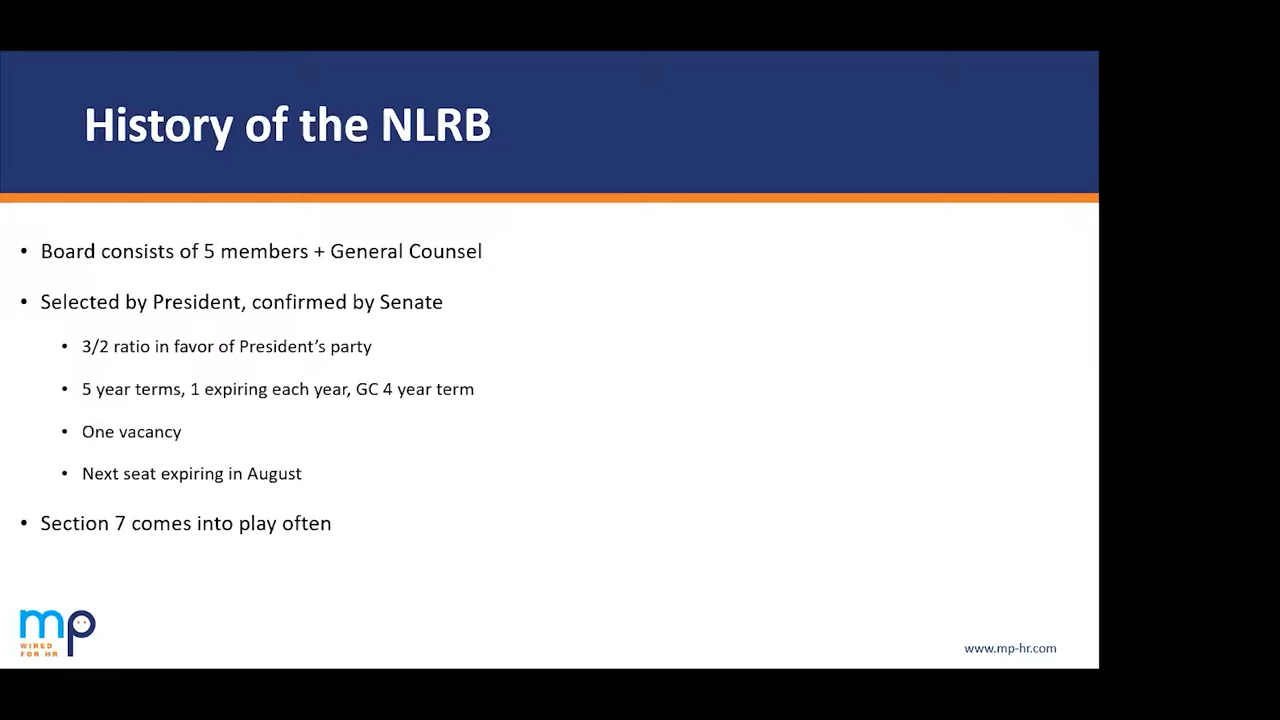 History of the NLRB
• Board consists of 5 members + General Counsel
• Selected by President, confirmed by Senate
• 3/2 ratio in favor of President's party
• 5 year terms, 1 expiring each year, GC 4 year term
• One vacancy
• Next seat expiring in August
• Section 7 comes into play often
mp
WIRED
FOR HR
www.mp-hr.com